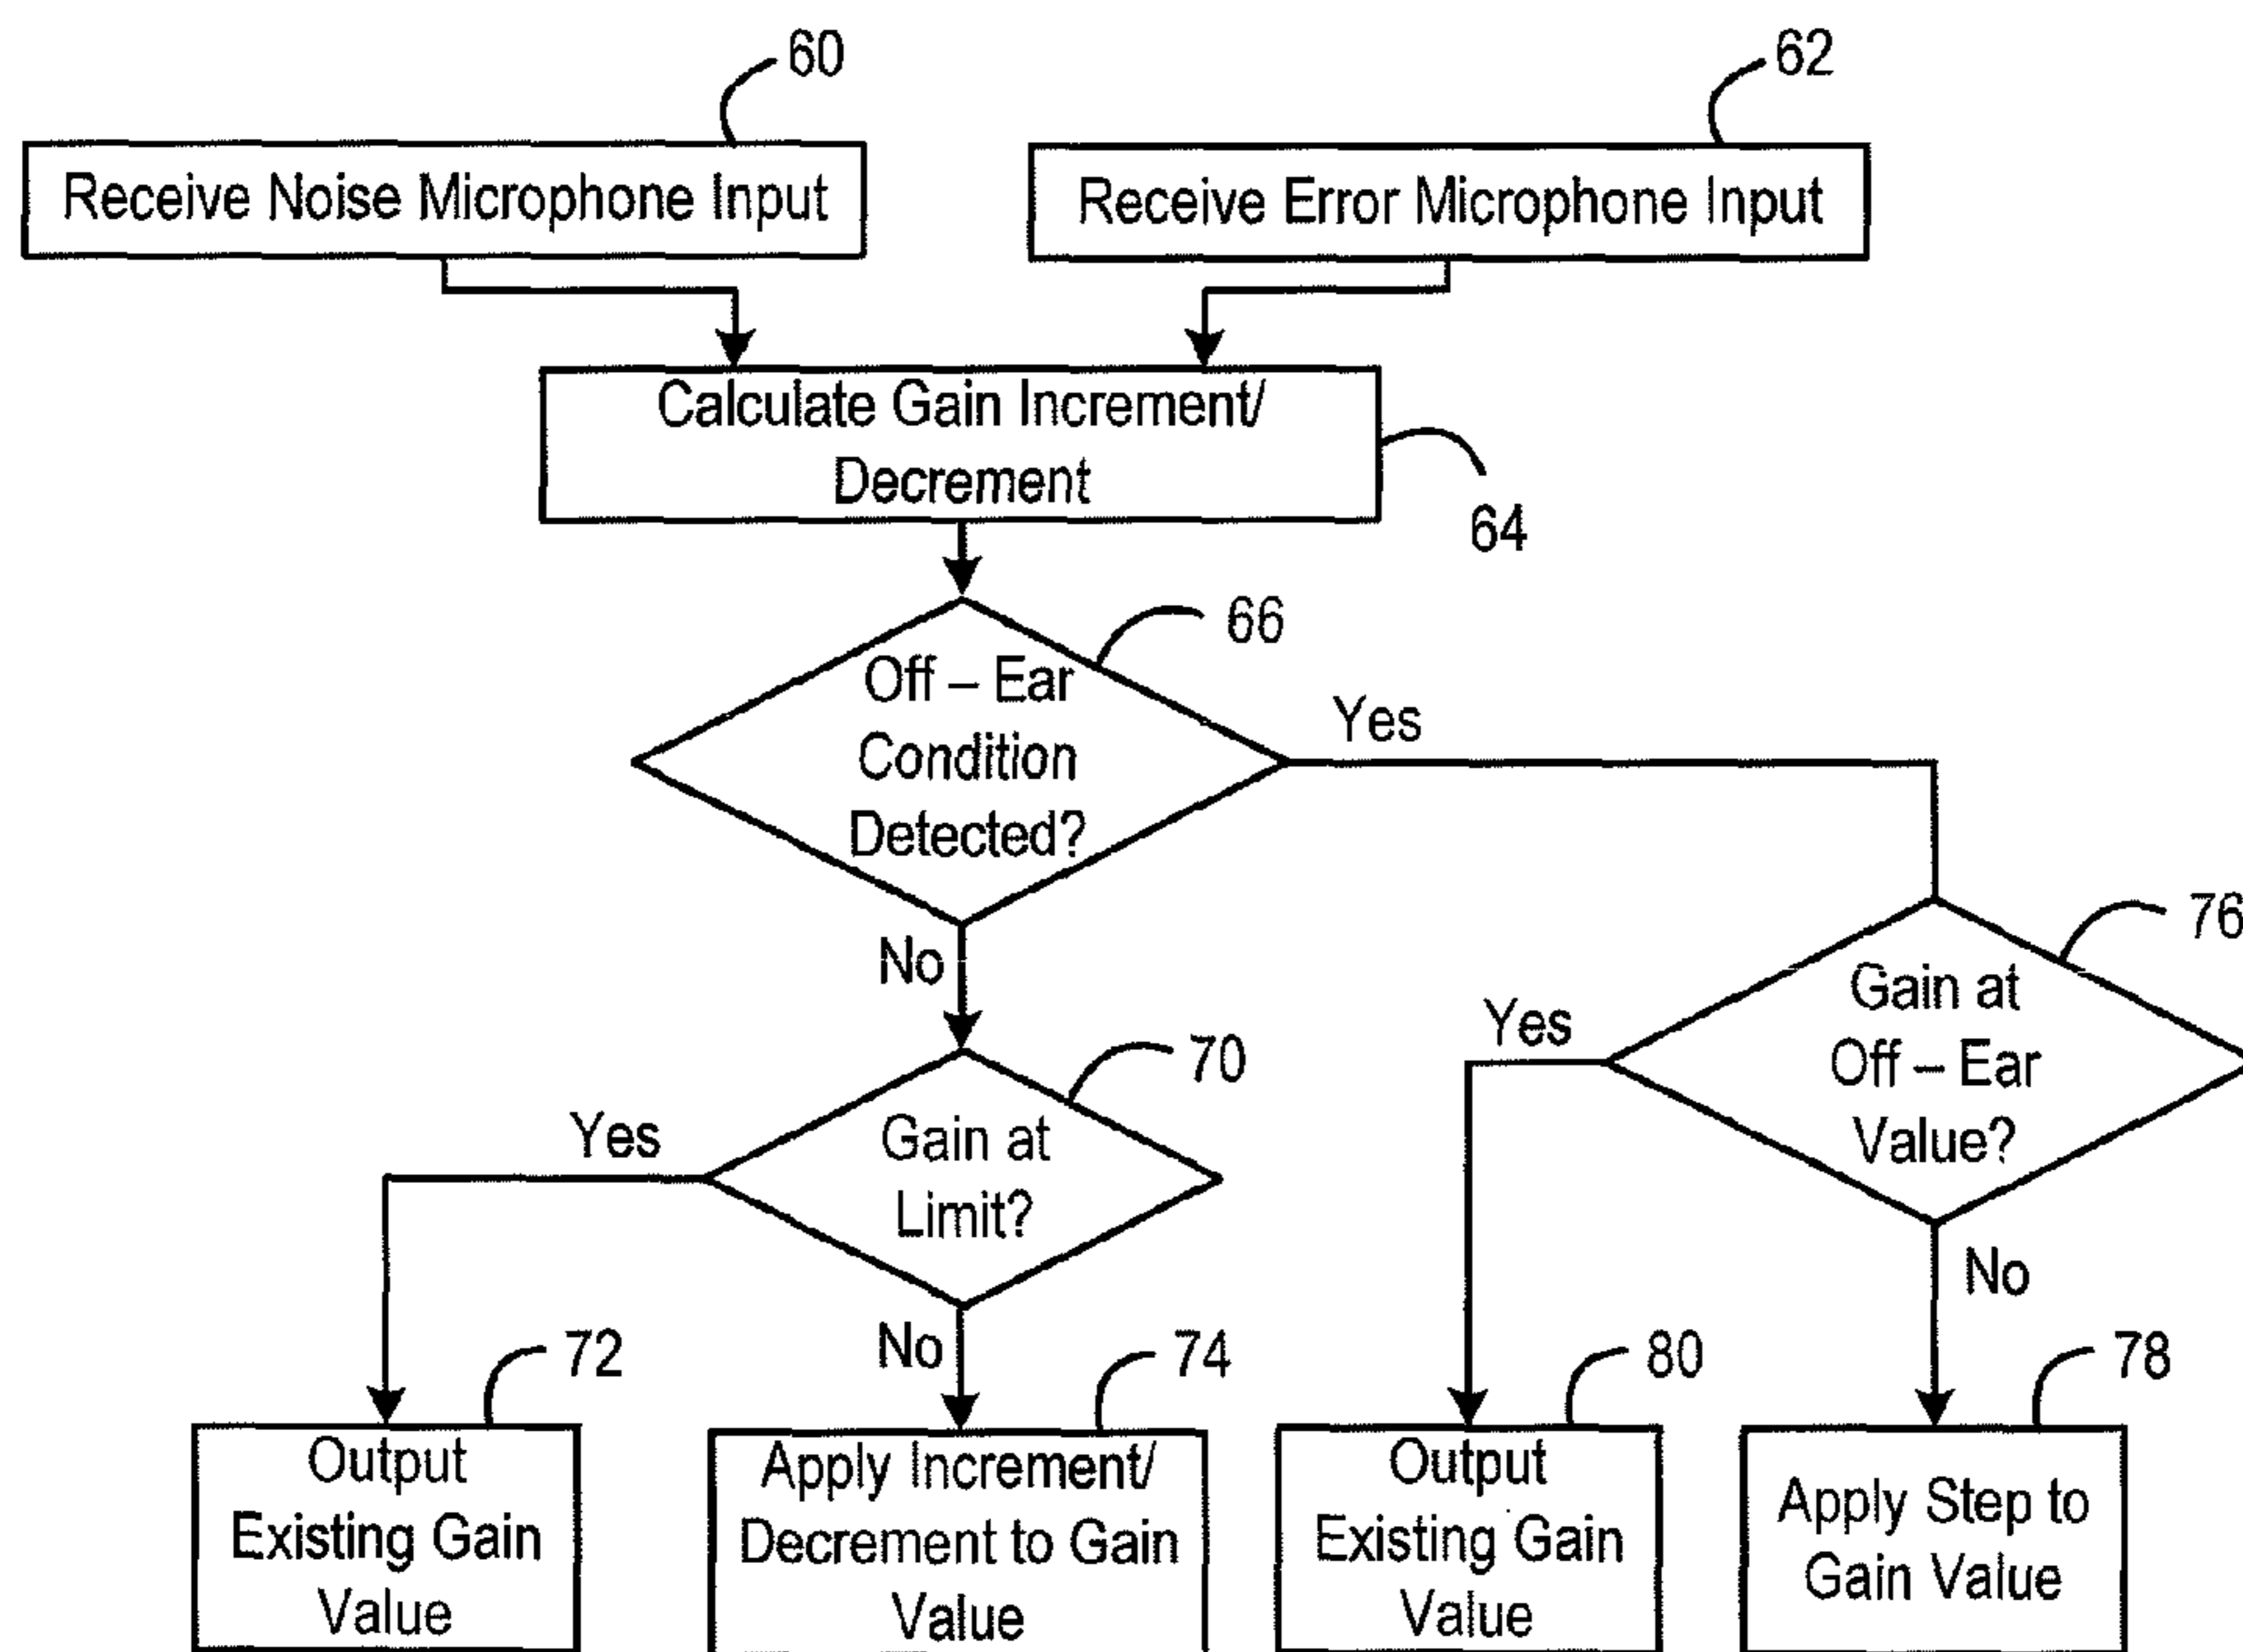 60
62
Receive Noise Microphone Input
Receive Error Microphone Input
Calculate Gain Increment/
Decrement
64
66
Off – Ear
Condition
Detected?
Yes
No
76
Gain at
Off – Ear
Value?
Yes
No
70
Gain at
Limit?
Yes
No
72
74
80
78
Output
Existing Gain
Value
Apply Increment/
Decrement to Gain
Value
Output
Existing Gain
Value
Apply Step to
Gain Value